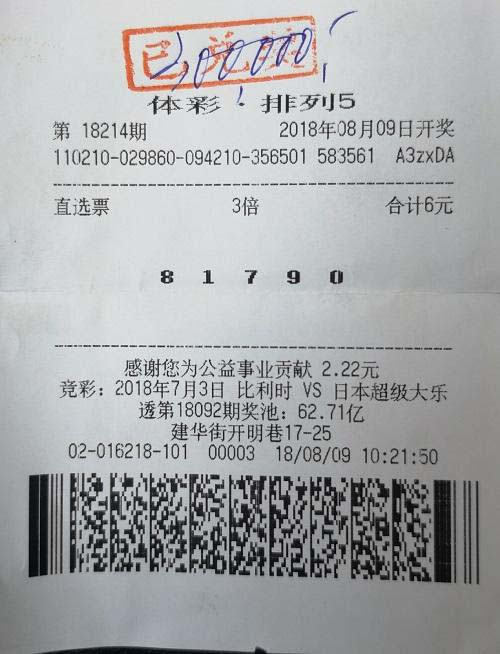 已兑奖
体彩·排列5
第 18214期 2018年08月09日开奖
110210-029860-094210-356501 583561 A3zxDA
直选票 3倍 合计6元
8 1 7 9 0
感谢您为公益事业贡献 2.22元
竞彩: 2018年7月3日 比利时 VS 日本超级大乐
透第18092期奖池: 62.71亿
建华街开明巷17-25
02-016218-101 00003 18/08/09 10:21:50